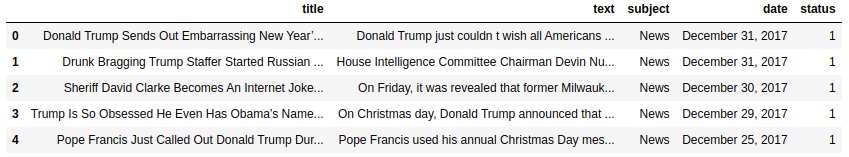 title text subject date status
0 Donald Trump Sends Out Embarrassing New Year’... Donald Trump just couldn t wish all Americans ... News December 31, 2017 1
1 Drunk Bragging Trump Staffer Started Russian ... House Intelligence Committee Chairman Devin Nu... News December 31, 2017 1
2 Sheriff David Clarke Becomes An Internet Joke... On Friday, it was revealed that former Milwauk... News December 30, 2017 1
3 Trump Is So Obsessed He Even Has Obama’s Name... On Christmas day, Donald Trump announced that ... News December 29, 2017 1
4 Pope Francis Just Called Out Donald Trump Dur... Pope Francis used his annual Christmas Day mes... News December 25, 2017 1